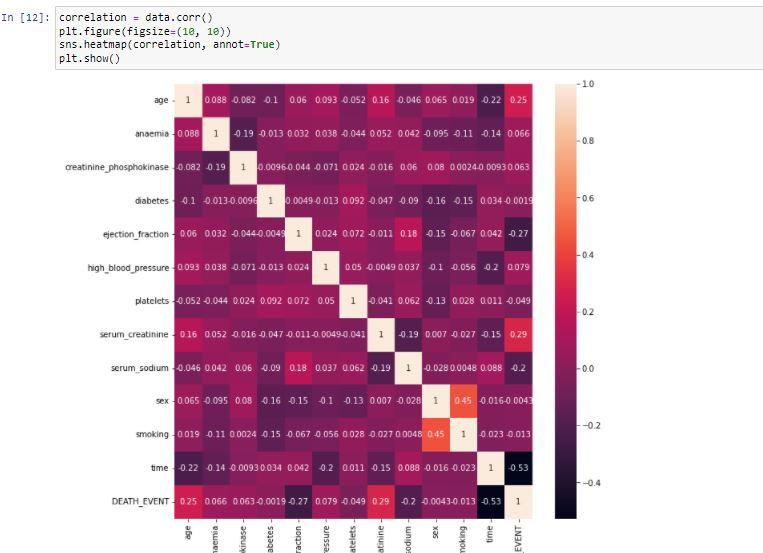 In [12]: correlation = data.corr()
plt.figure(figsize=(10, 10))
sns.heatmap(correlation, annot=True)
plt.show()
age 1 0.088 -0.082 -0.1 0.06 0.093 -0.052 0.16 -0.046 0.065 0.019 -0.22 0.25
anaemia 0.088 1 -0.19 -0.013 0.032 0.038 -0.044 0.052 0.042 -0.095 -0.11 -0.14 0.066
creatinine_phosphokinase -0.082 -0.19 1 -0.0096 -0.044 -0.071 0.024 -0.016 0.06 0.08 0.0024 -0.0093 0.063
diabetes -0.1 -0.013 -0.0096 1 -0.0049 -0.013 0.092 -0.047 -0.09 -0.16 -0.15 0.034 -0.0019
ejection_fraction 0.06 0.032 -0.044 -0.0049 1 0.024 0.072 -0.011 0.18 -0.15 -0.067 0.042 -0.27
high_blood_pressure 0.093 0.038 -0.071 -0.013 0.024 1 0.05 -0.0049 0.037 -0.1 -0.056 -0.2 0.079
platelets -0.052 -0.044 0.024 0.092 0.072 0.05 1 -0.041 0.062 -0.13 0.028 0.011 -0.049
serum_creatinine 0.16 0.052 -0.016 -0.047 -0.011 -0.0049 -0.041 1 -0.19 0.007 -0.027 -0.15 0.29
serum_sodium -0.046 0.042 0.06 -0.09 0.18 0.037 0.062 -0.19 1 -0.028 0.0048 0.088 -0.2
sex 0.065 -0.095 0.08 -0.16 -0.15 -0.1 -0.13 0.007 -0.028 1 0.45 -0.016 -0.0043
smoking 0.019 -0.11 0.0024 -0.15 -0.067 -0.056 0.028 -0.027 0.0048 0.45 1 -0.023 -0.013
time -0.22 -0.14 -0.0093 0.034 0.042 -0.2 0.011 -0.15 0.088 -0.016 -0.023 1 -0.53
DEATH_EVENT 0.25 0.066 0.063 -0.0019 -0.27 0.079 -0.049 0.29 -0.2 -0.0043 -0.013 -0.53 1
age naemia kinase abetes raction ressure atelets atinine odium sex noking time EVENT
1.0
0.8
0.6
0.4
0.2
0.0
-0.2
-0.4